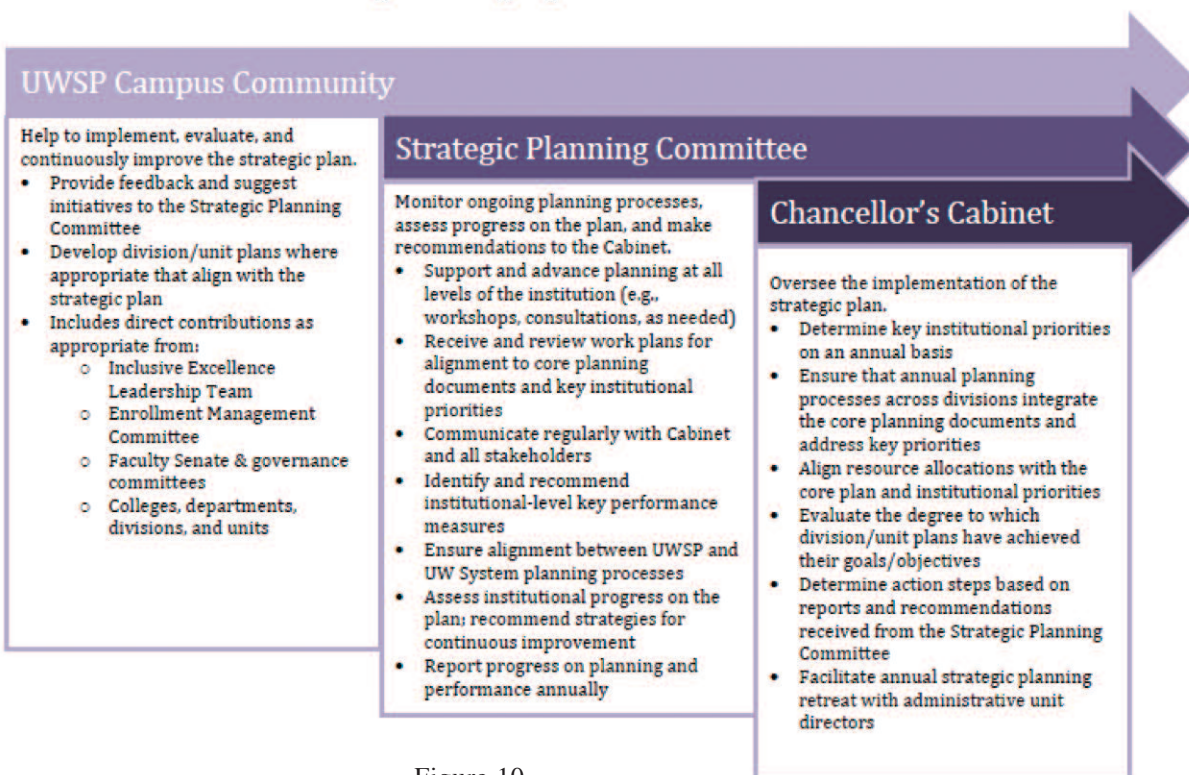 UWSP Campus Community
Help to implement, evaluate, and
continuously improve the strategic plan.
• Provide feedback and suggest
initiatives to the Strategic Planning
Committee
• Develop division/unit plans where
appropriate that align with the
strategic plan
• Includes direct contributions as
appropriate from:
o Inclusive Excellence
Leadership Team
o Enrollment Management
Committee
o Faculty Senate & governance
committees
o Colleges, departments,
divisions, and units
Strategic Planning Committee
Monitor ongoing planning processes,
assess progress on the plan, and make
recommendations to the Cabinet.
• Support and advance planning at all
levels of the institution (e.g.,
workshops, consultations, as needed)
• Receive and review work plans for
alignment to core planning
documents and key institutional
priorities
• Communicate regularly with Cabinet
and all stakeholders
• Identify and recommend
institutional-level key performance
measures
• Ensure alignment between UWSP and
UW System planning processes
• Assess institutional progress on the
plan; recommend strategies for
continuous improvement
• Report progress on planning and
performance annually
Chancellor's Cabinet
Oversee the implementation of the
strategic plan.
• Determine key institutional priorities
on an annual basis
• Ensure that annual planning
processes across divisions integrate
the core planning documents and
address key priorities
• Align resource allocations with the
core plan and institutional priorities
• Evaluate the degree to which
division/unit plans have achieved
their goals/objectives
• Determine action steps based on
reports and recommendations
received from the Strategic Planning
Committee
• Facilitate annual strategic planning
retreat with administrative unit
directors